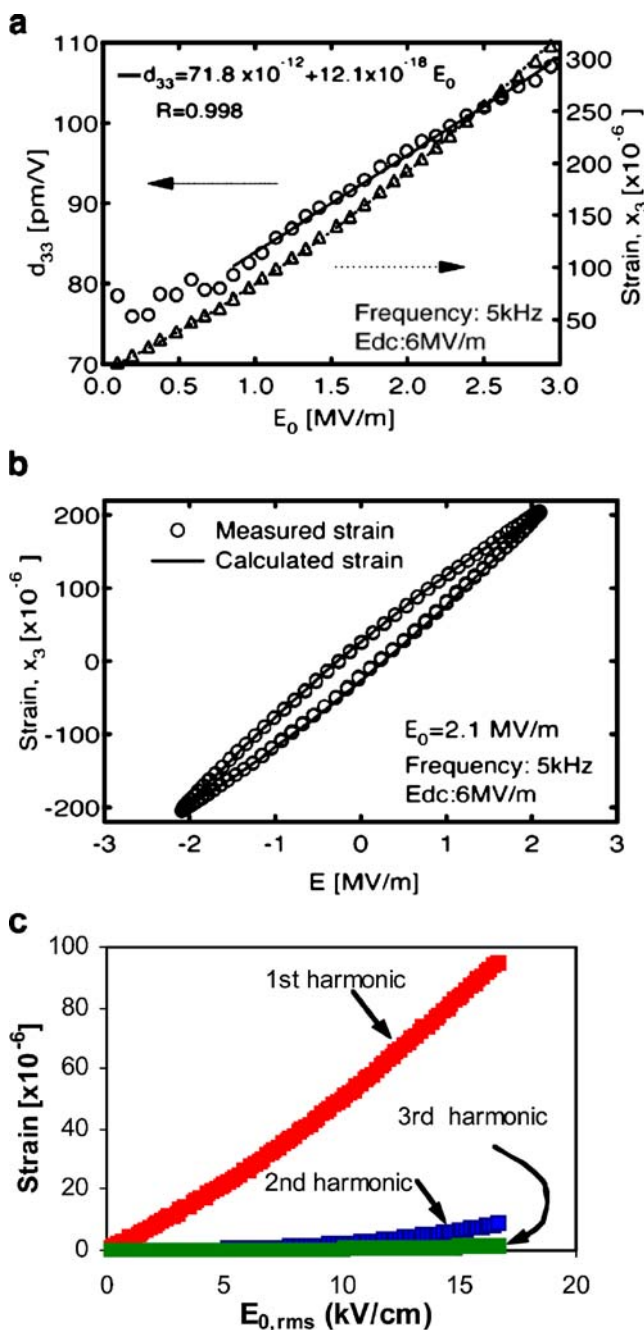 a
110
100
90
80
70
d33 [pm/V]
d33=71.8 x10-12+12.1x10-18 E0
R=0.998
300
250
200
150
100
50
Strain, x3 [x10-6]
Frequency: 5kHz
Edc:6MV/m
0.0 0.5 1.0 1.5 2.0 2.5 3.0
E0 [MV/m]
b
200
100
0
-100
-200
Strain, x3 [x10-6]
Measured strain
Calculated strain
E0=2.1 MV/m
Frequency: 5kHz
Edc:6MV/m
-3 -2 -1 0 1 2 3
E [MV/m]
c
100
80
60
40
20
0
Strain [x10-6]
1st harmonic
3rd harmonic
2nd harmonic
0 5 10 15 20
E0,rms (kV/cm)